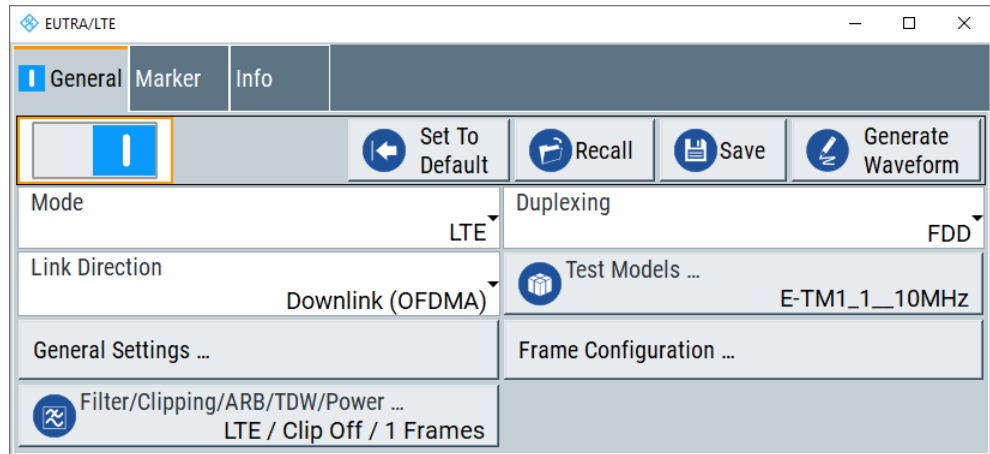 EUTRA/LTE
General
Marker
Info
Set To
Default
Recall
Save
Generate
Waveform
Mode
LTE
Duplexing
FDD
Link Direction
Downlink (OFDMA)
Test Models ...
E-TM1_1__10MHz
General Settings ...
Frame Configuration ...
Filter/Clipping/ARB/TDW/Power ...
LTE / Clip Off / 1 Frames